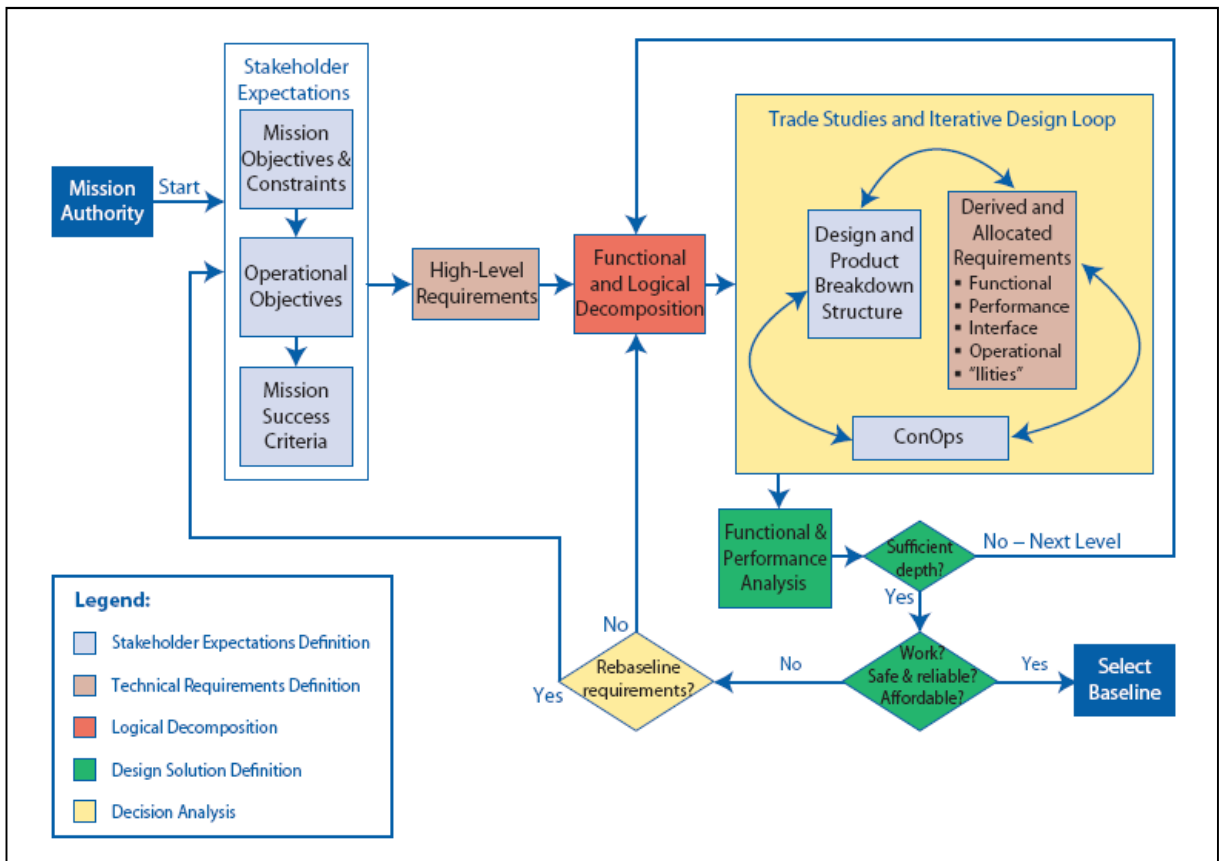 Stakeholder
Expectations
Mission
Objectives &
Constraints
Mission
Authority
Start
Operational
Objectives
Mission
Success
Criteria
High-Level
Requirements
Functional
and Logical
Decomposition
Trade Studies and Iterative Design Loop
Design and
Product
Breakdown
Structure
Derived and
Allocated
Requirements
▪ Functional
▪ Performance
▪ Interface
▪ Operational
▪ “Ilities”
ConOps
Functional &
Performance
Analysis
Sufficient
depth?
No – Next Level
Yes
Work?
Safe & reliable?
Affordable?
Yes
Select
Baseline
No
Rebaseline
requirements?
No
Yes
Legend:
Stakeholder Expectations Definition
Technical Requirements Definition
Logical Decomposition
Design Solution Definition
Decision Analysis